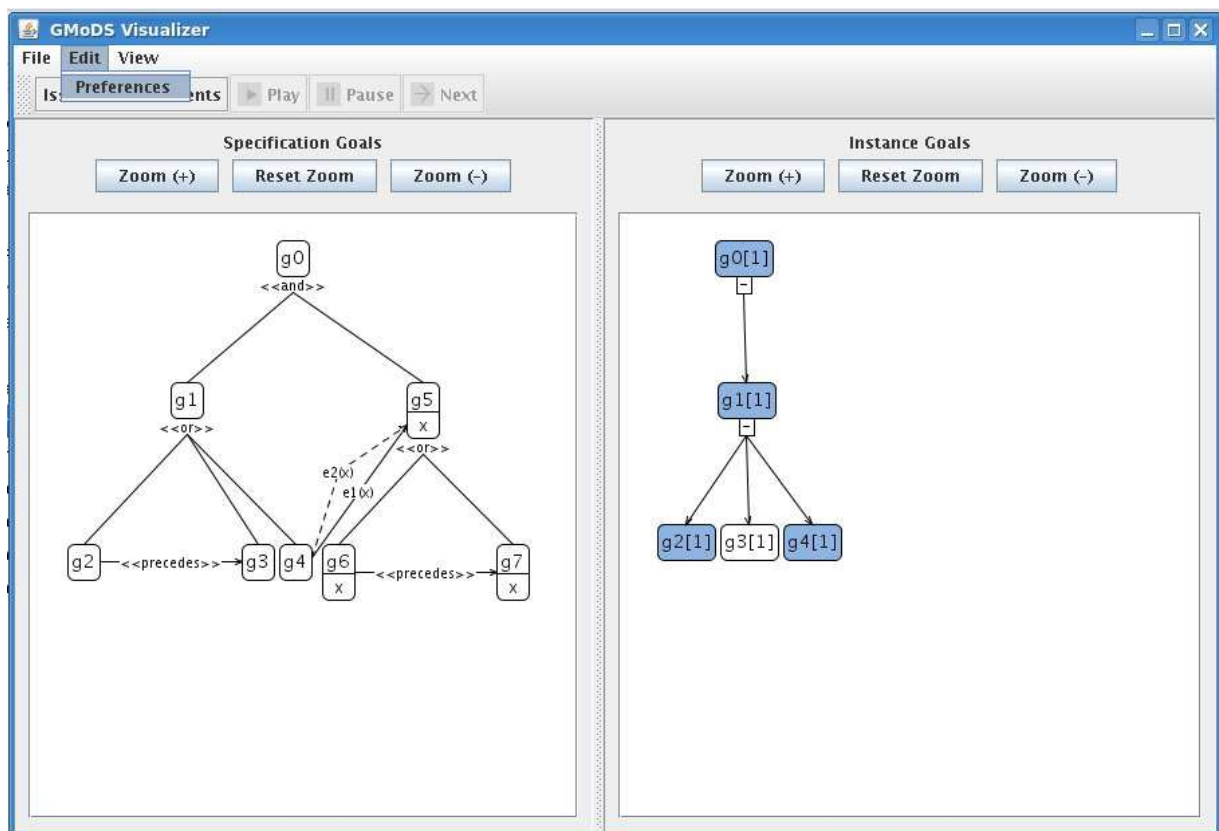 GMoDS Visualizer
File Edit View
Preferences
Is
ents
Play Pause Next
Specification Goals
Zoom (+) Reset Zoom Zoom (-)
g0
<<and>>
g1
<<or>>
g5
x
<<or>>
e2(x)
e1(x)
g2
<<precedes>>
g3
g4
g6
x
<<precedes>>
g7
x
Instance Goals
Zoom (+) Reset Zoom Zoom (-)
g0[1]
-
g1[1]
-
g2[1] g3[1] g4[1]